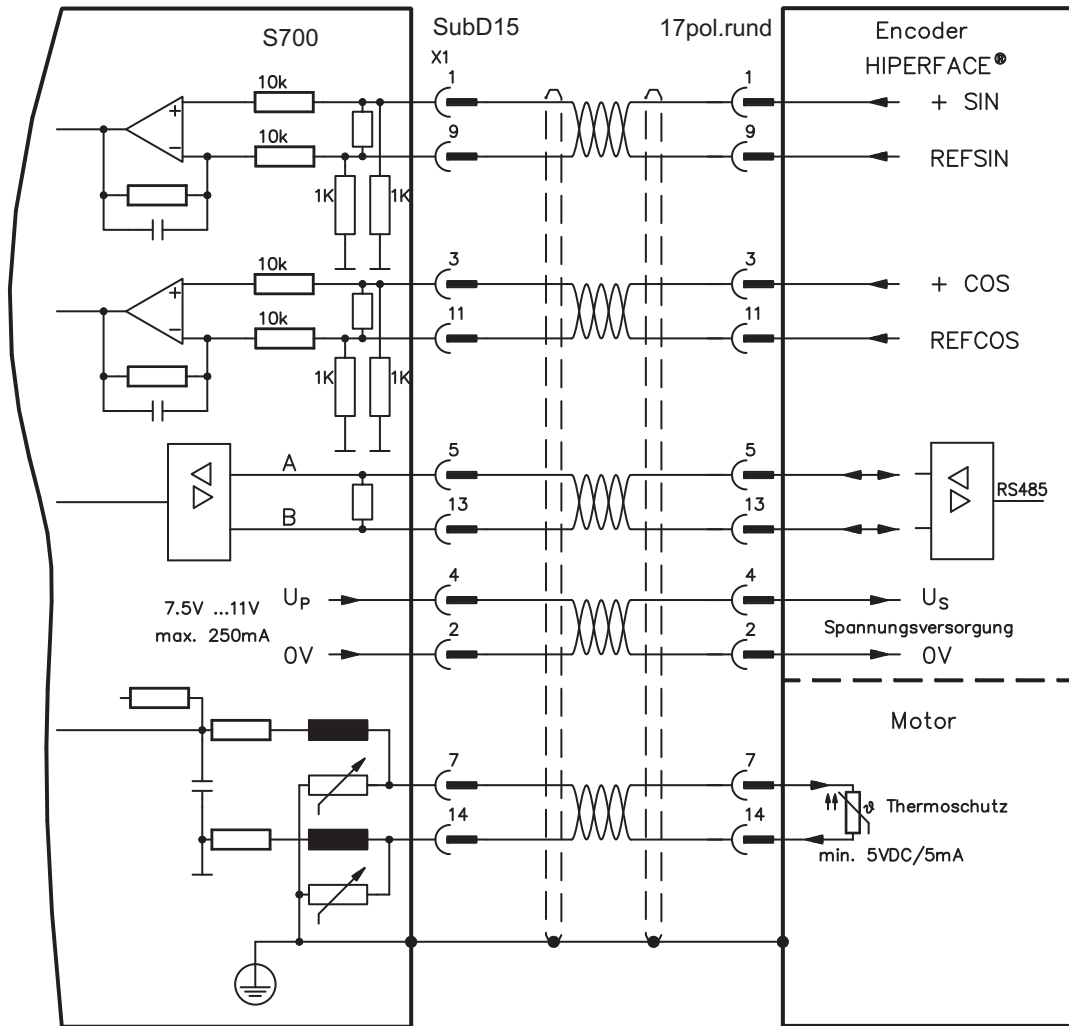 S700
SubD15
17pol.rund
Encoder
HIPERFACE®
X1
10k
1
1
+ SIN
+
−
10k
9
9
REFSIN
1K
1K
10k
3
3
+ COS
+
−
10k
11
11
REFCOS
1K
1K
A
5
5
RS485
B
13
13
7.5V ...11V
max. 250mA
UP
4
4
US
Spannungsversorgung
0V
2
2
0V
Motor
7
7
ϑ Thermoschutz
14
14
min. 5VDC/5mA